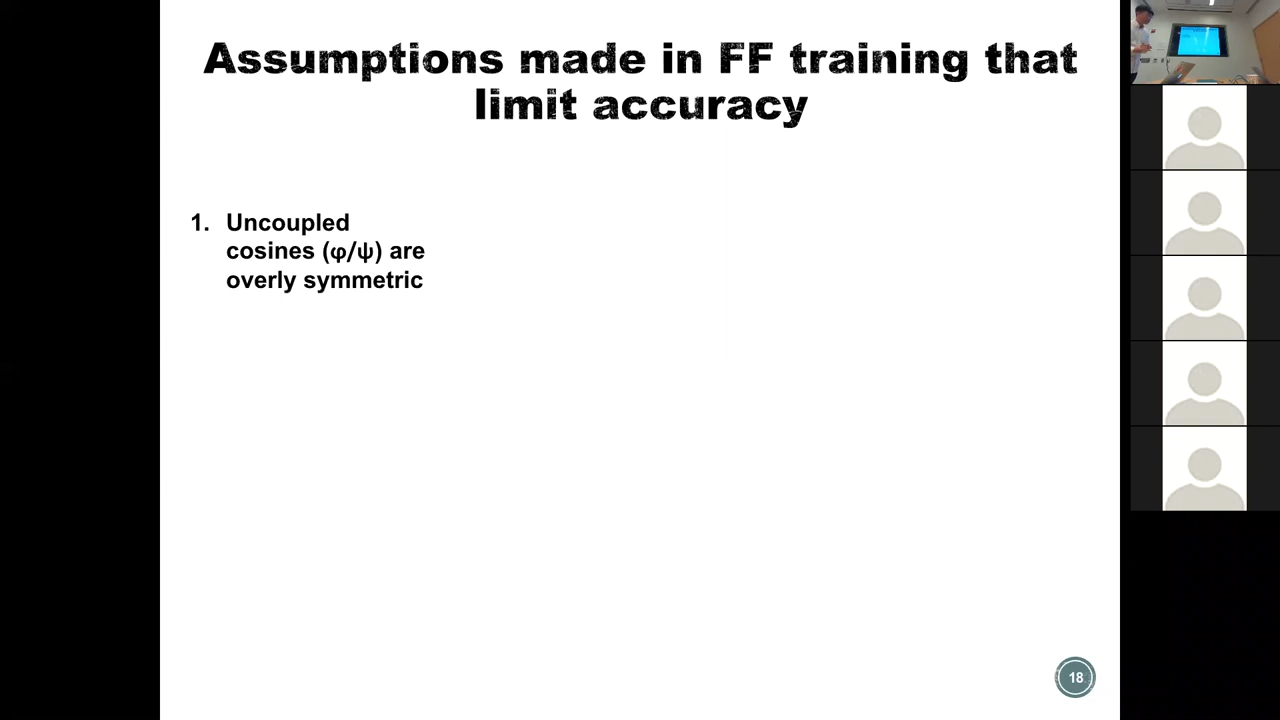 Assumptions made in FF training that
limit accuracy
1. Uncoupled
cosines (φ/ψ) are
overly symmetric
18